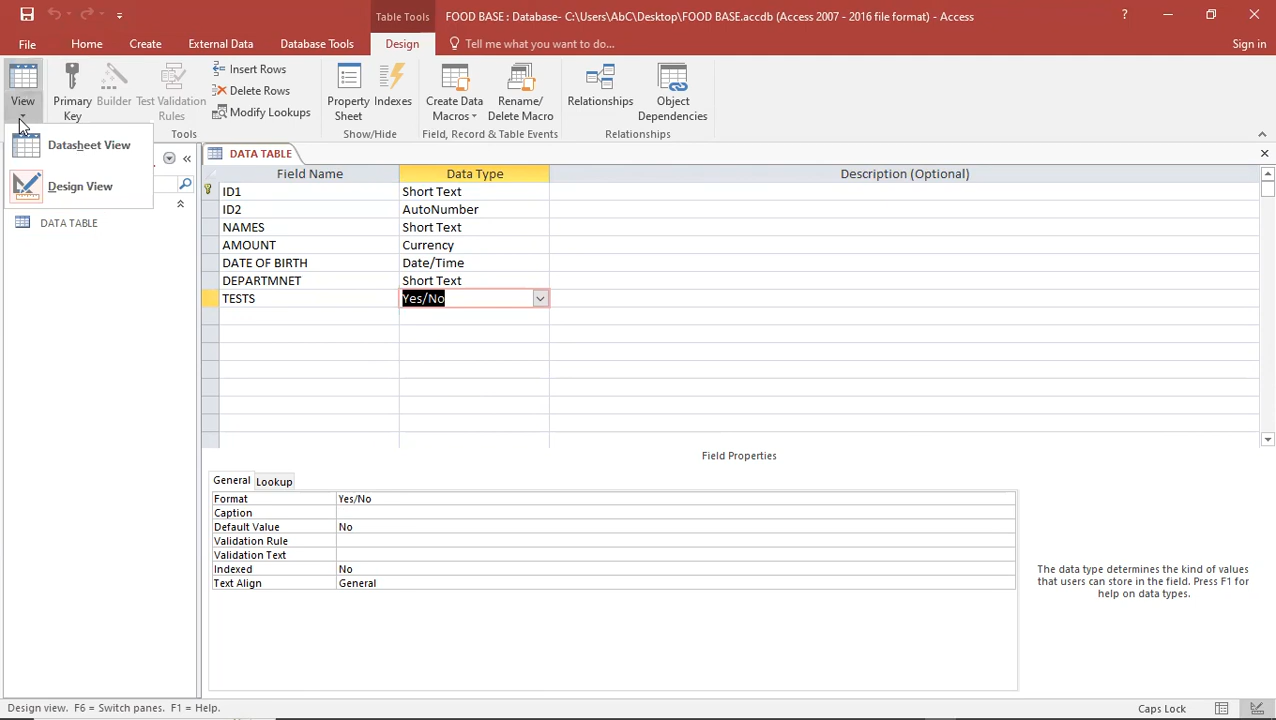 Table Tools
FOOD BASE : Database- C:\Users\AbC\Desktop\FOOD BASE.accdb (Access 2007 - 2016 file format) - Access
?
File Home Create External Data Database Tools Design Tell me what you want to do... Sign in
View
Primary Key
Builder
Test Validation Rules
Insert Rows
Delete Rows
Modify Lookups
Property Sheet
Indexes
Create Data Macros
Rename/ Delete Macro
Relationships
Object Dependencies
Tools Show/Hide Field, Record & Table Events Relationships
Datasheet View
Design View
DATA TABLE
DATA TABLE
Field Name Data Type Description (Optional)
ID1 Short Text
ID2 AutoNumber
NAMES Short Text
AMOUNT Currency
DATE OF BIRTH Date/Time
DEPARTMNET Short Text
TESTS Yes/No
Field Properties
General Lookup
Format Yes/No
Caption
Default Value No
Validation Rule
Validation Text
Indexed No
Text Align General
The data type determines the kind of values
that users can store in the field. Press F1 for
help on data types.
Design view. F6 = Switch panes. F1 = Help.
Caps Lock